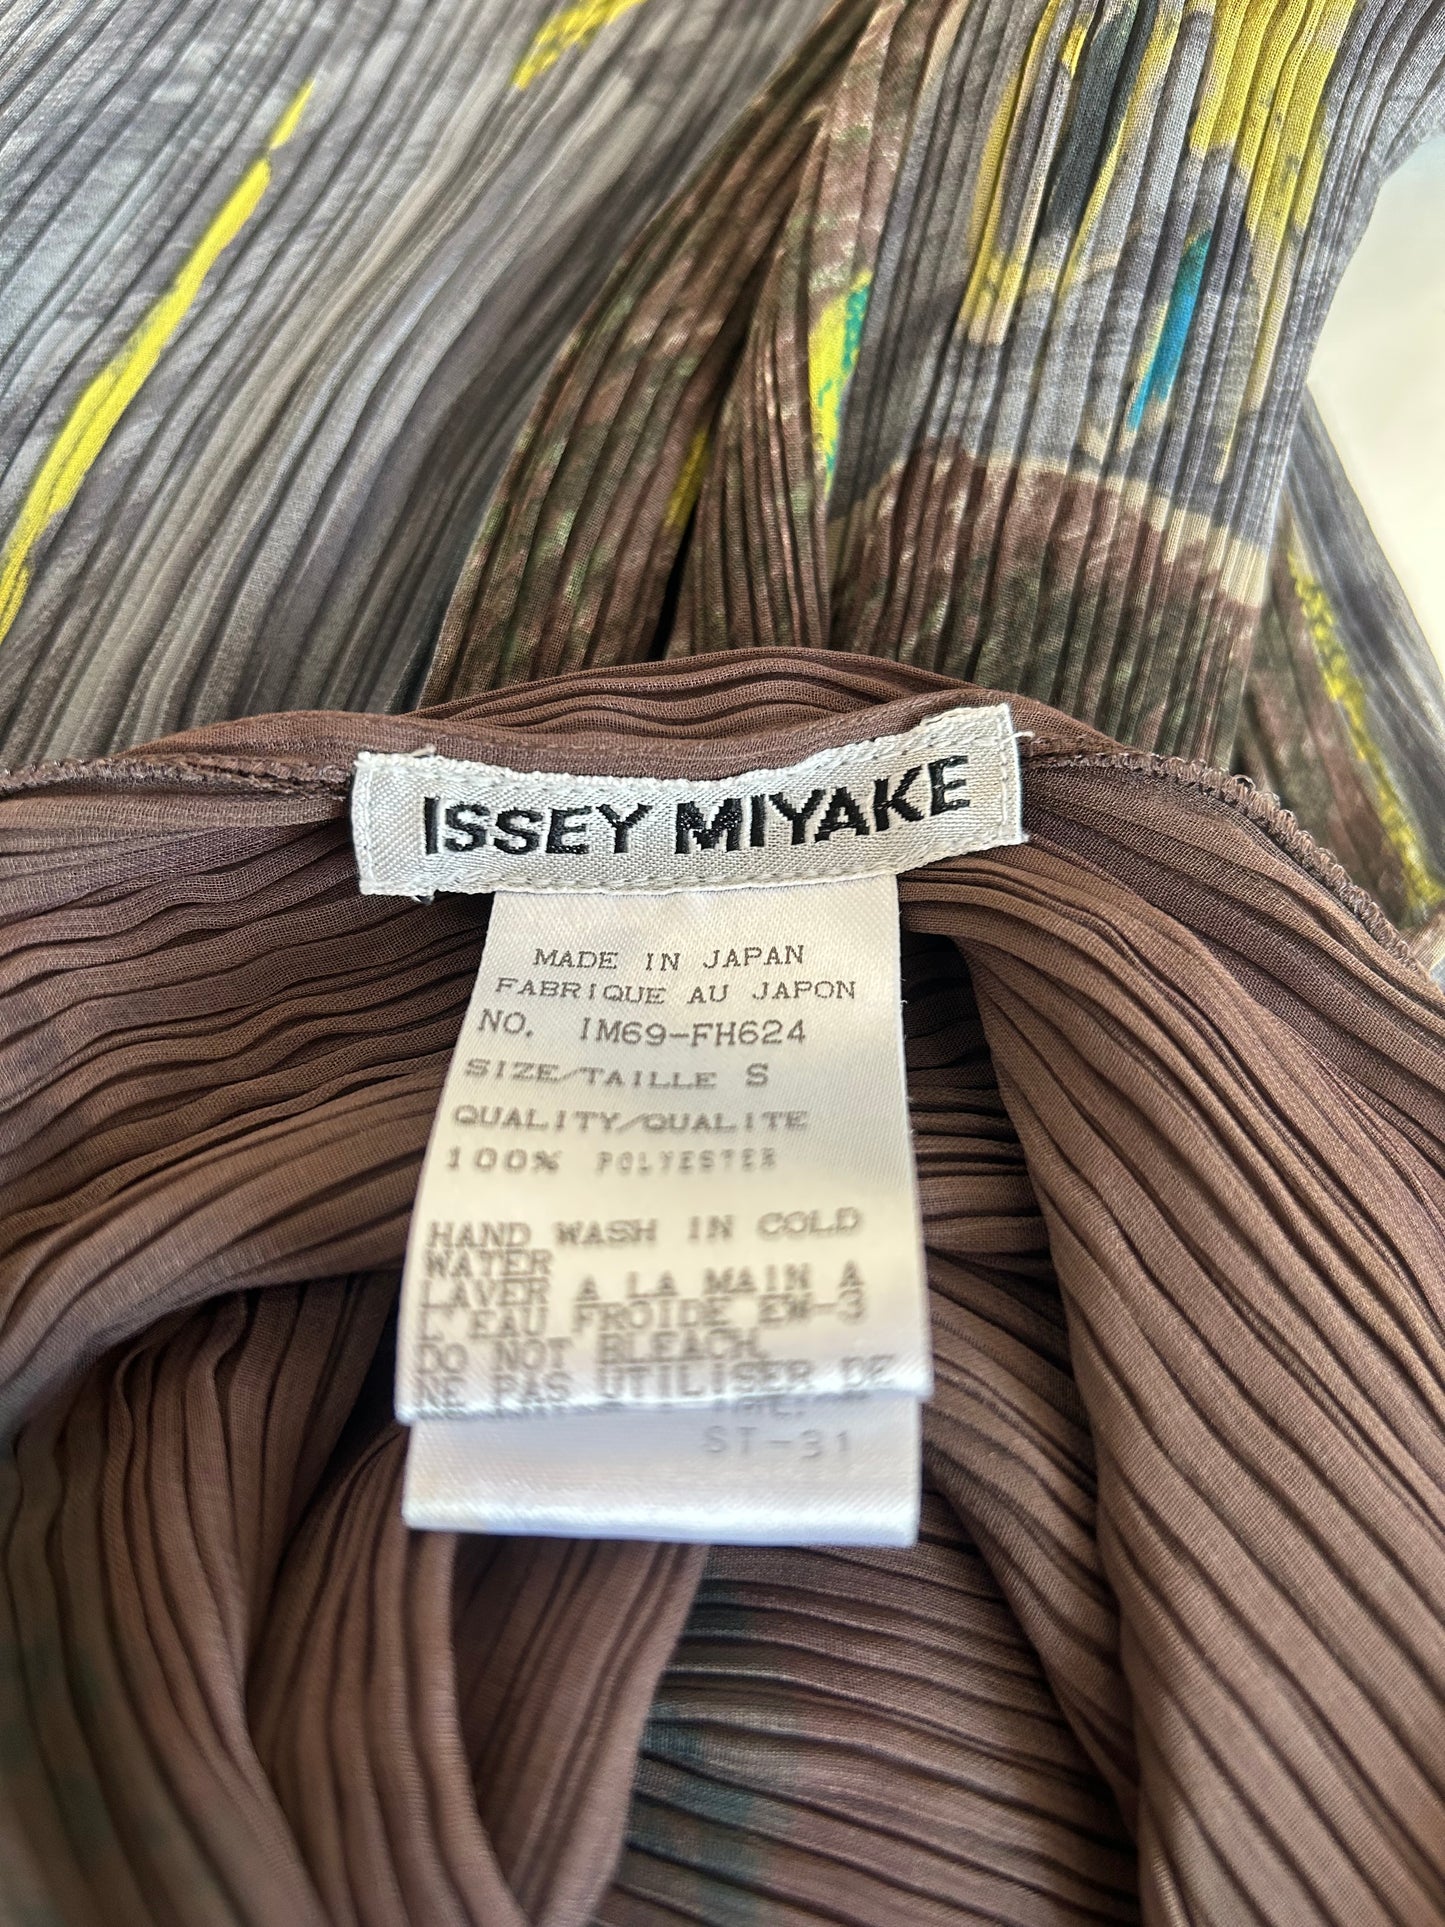 ISSEY MIYAKE
MADE IN JAPAN
FABRIQUE AU JAPON
NO. IM69-FH624
SIZE/TAILLE S
QUALITY/QUALITE
100% POLYESTER
HAND WASH IN COLD
WATER
LAVER A LA MAIN A
L'EAU FROIDE EW-3
DO NOT BLEACH
NE PAS UTILISER DE
ST-31